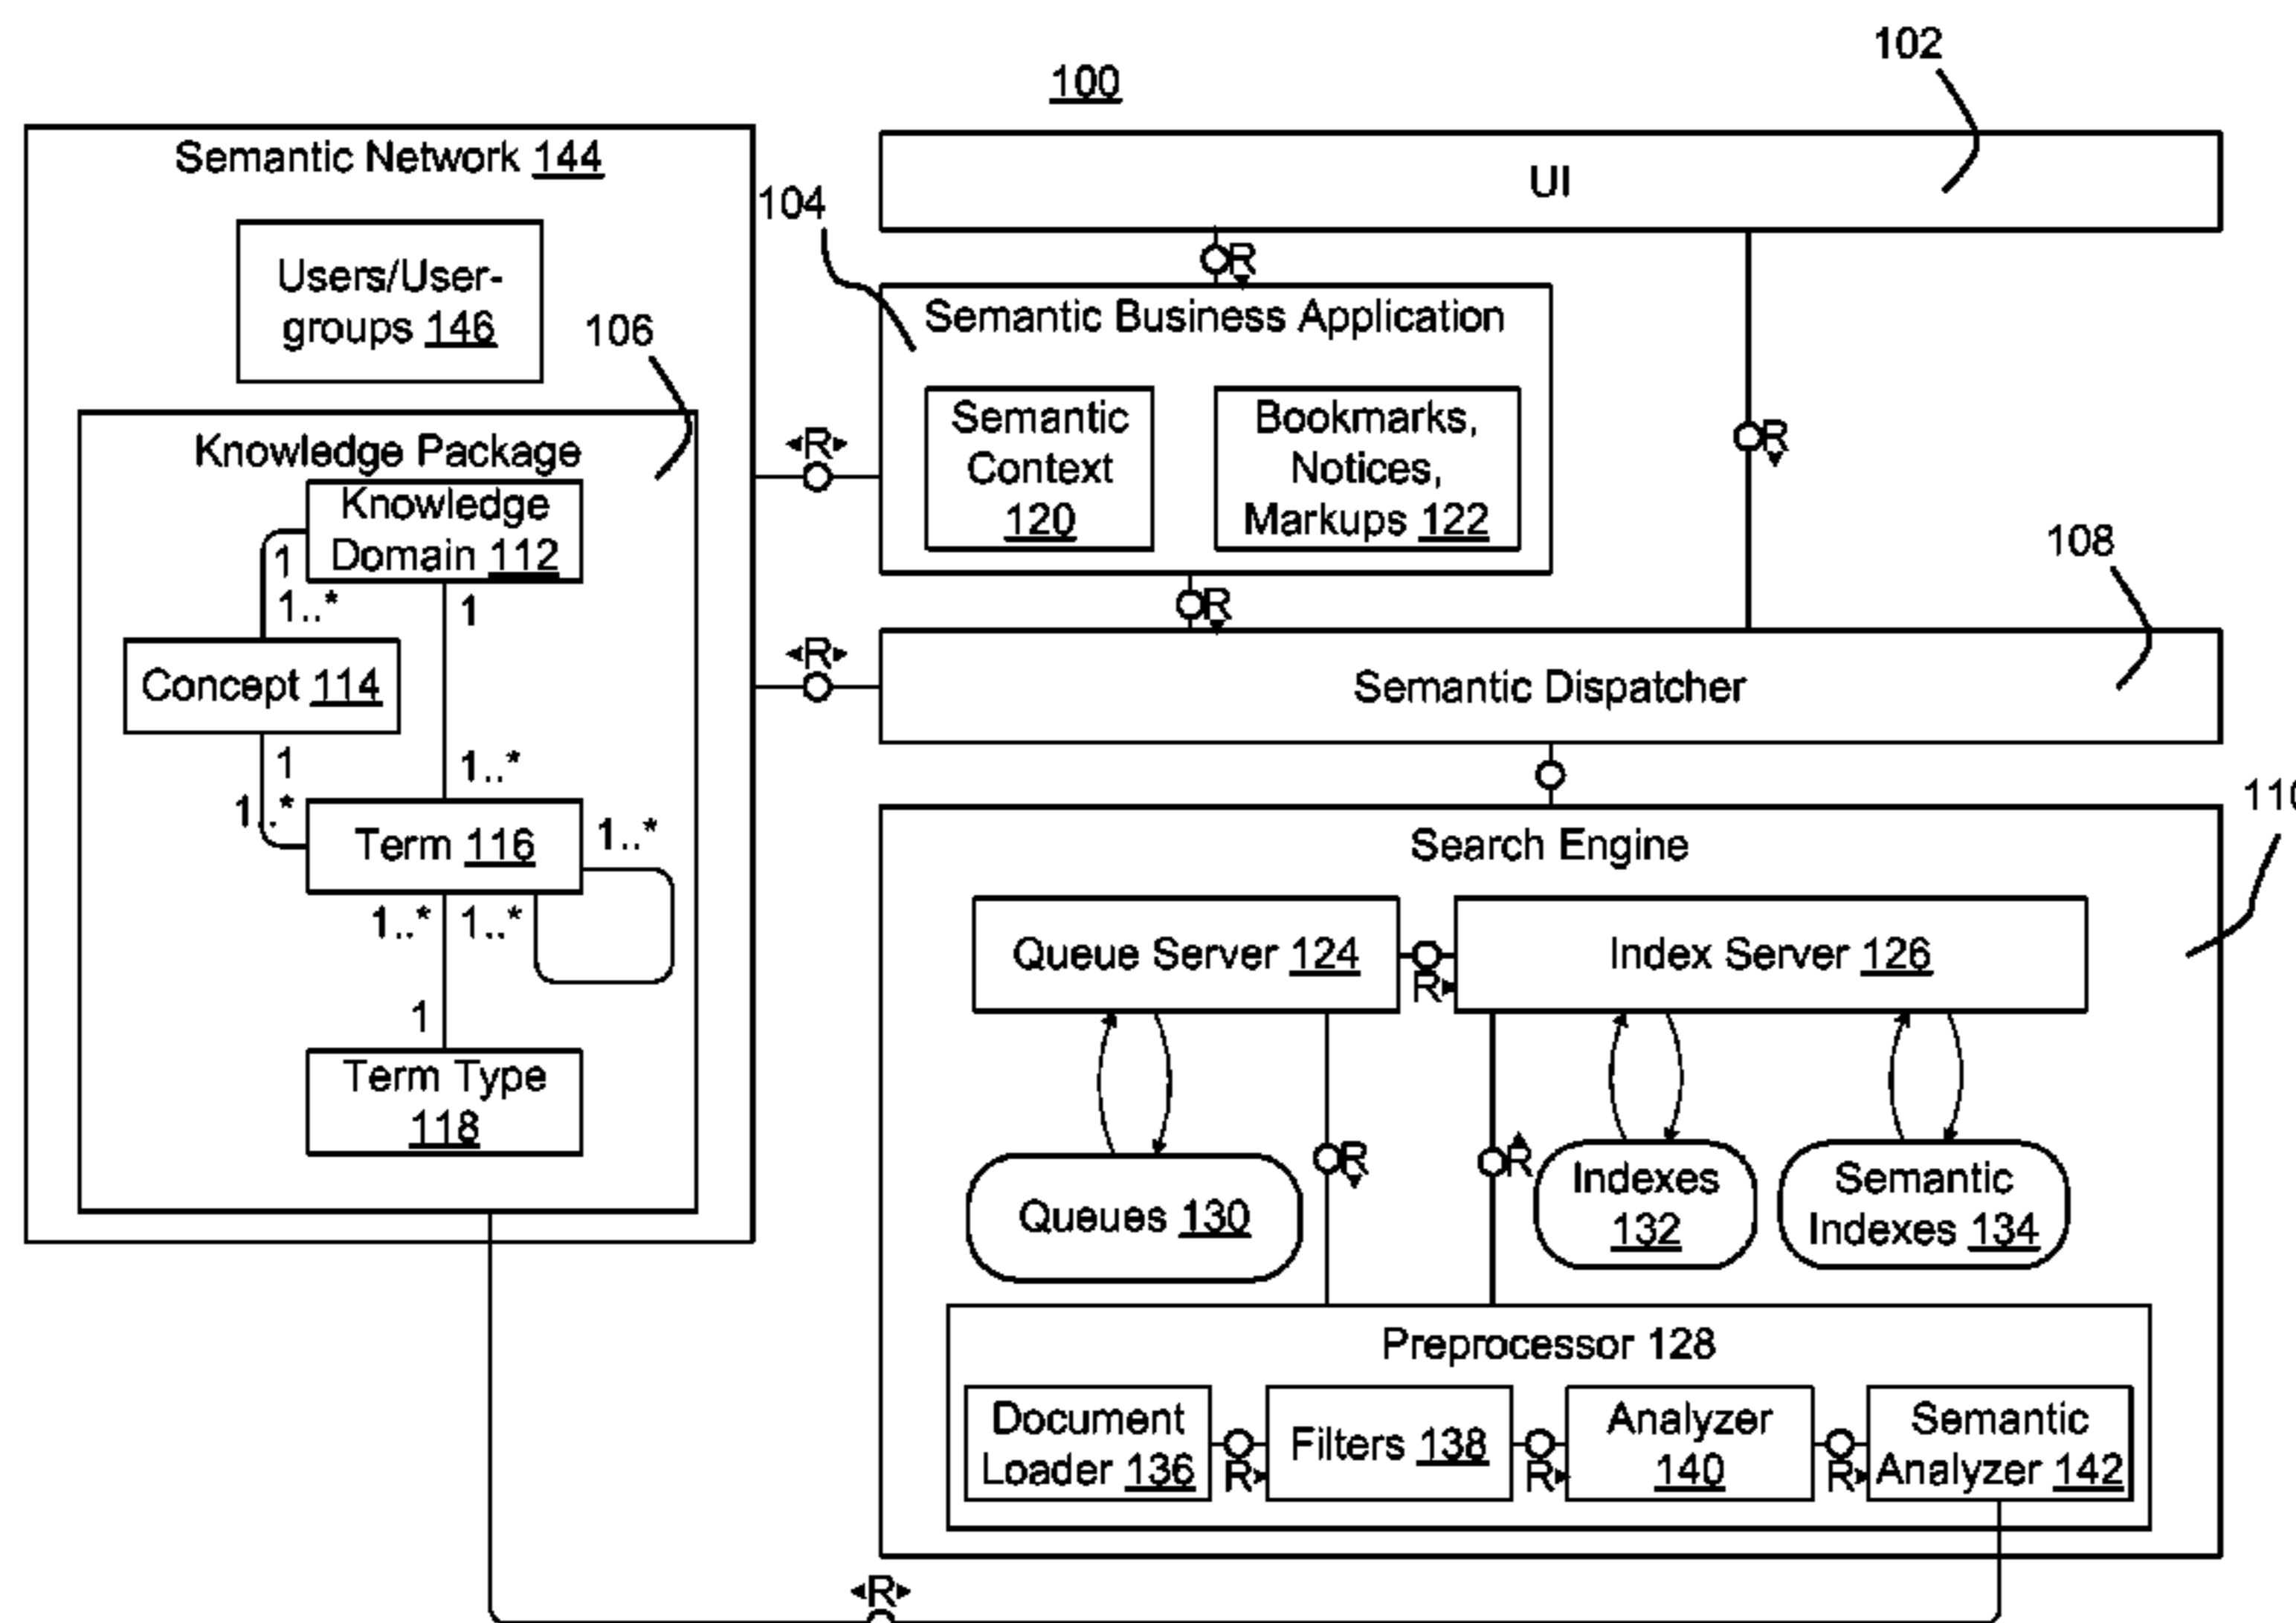 100
102
Semantic Network 144
UI
104
Users/User-
groups 146
R
Semantic Business Application
106
Semantic
Context
120
Bookmarks,
Notices,
Markups 122
R
R
Knowledge Package
Knowledge
Domain 112
1
1..*
1
108
R
R
Concept 114
Semantic Dispatcher
1
1..*
1..*
Term 116
1..*
1..*
1..*
1
Term Type
118
Search Engine
Queue Server 124
R
Index Server 126
R
R
Queues 130
Indexes
132
Semantic
Indexes 134
Preprocessor 128
Document
Loader 136
R
Filters 138
R
Analyzer
140
R
Semantic
Analyzer 142
R